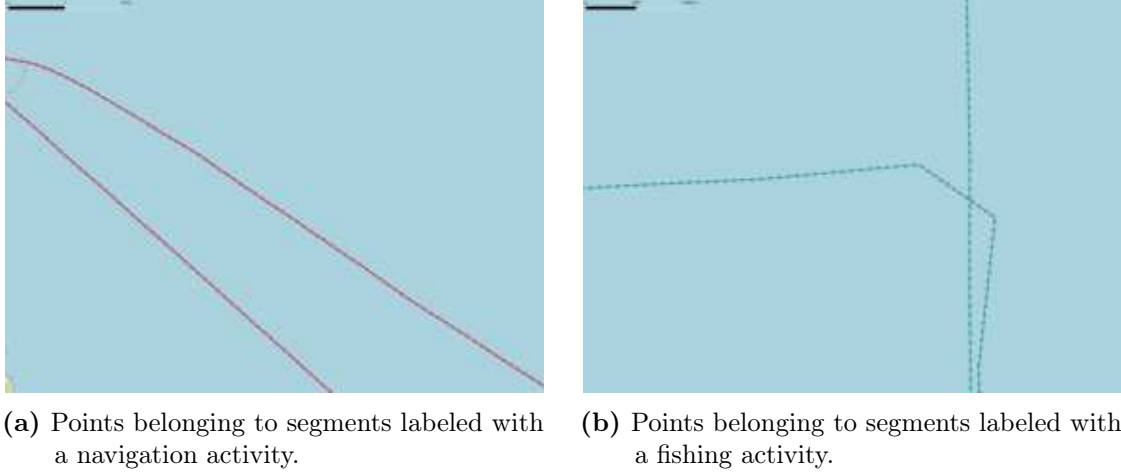 (a) Points belonging to segments labeled with
a navigation activity.
(b) Points belonging to segments labeled with
a fishing activity.